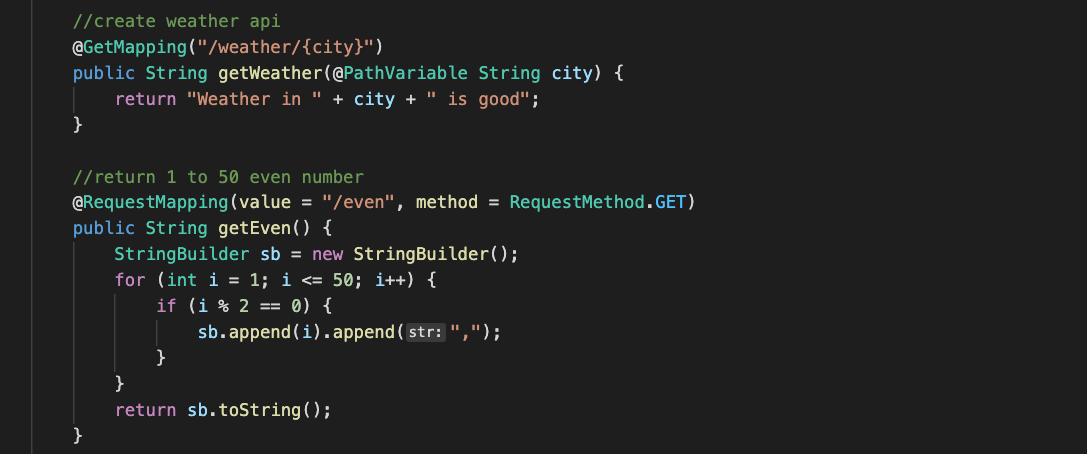 //create weather api
@GetMapping("/weather/{city}")
public String getWeather(@PathVariable String city) {
    return "Weather in " + city + " is good";
}

//return 1 to 50 even number
@RequestMapping(value = "/even", method = RequestMethod.GET)
public String getEven() {
    StringBuilder sb = new StringBuilder();
    for (int i = 1; i <= 50; i++) {
        if (i % 2 == 0) {
            sb.append(i).append(str: ",");
        }
    }
    return sb.toString();
}